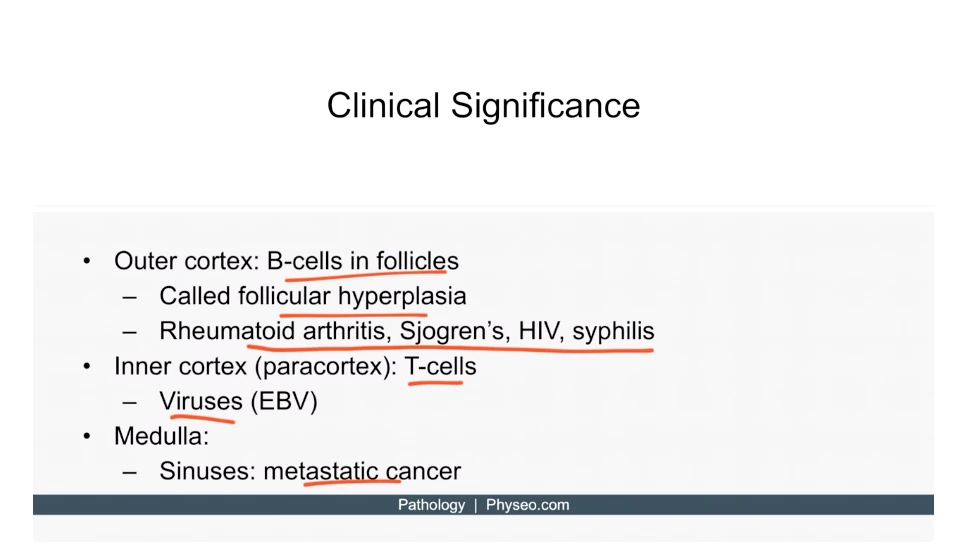 Clinical Significance
• Outer cortex: B-cells in follicles
– Called follicular hyperplasia
– Rheumatoid arthritis, Sjogren’s, HIV, syphilis
• Inner cortex (paracortex): T-cells
– Viruses (EBV)
• Medulla:
– Sinuses: metastatic cancer
Pathology | Physeo.com